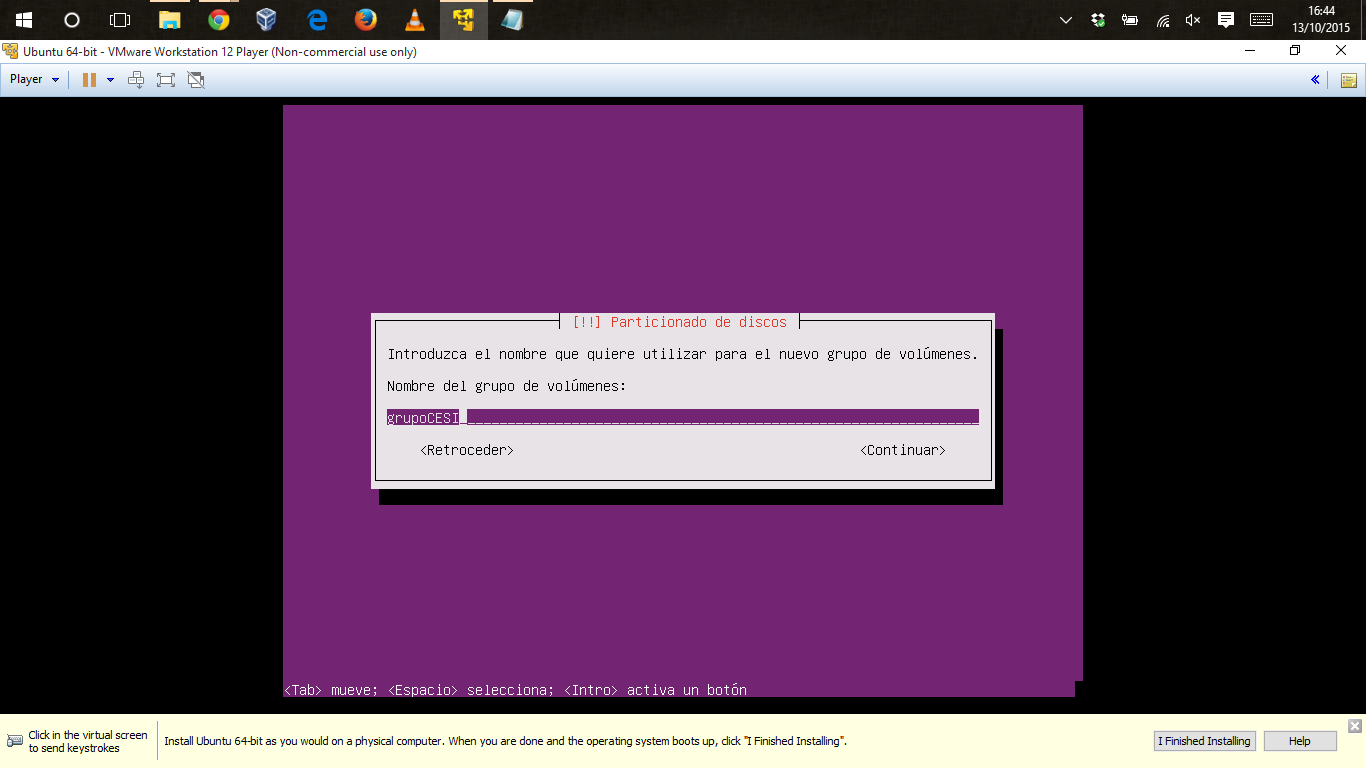 16:44
13/10/2015
Ubuntu 64-bit - VMware Workstation 12 Player (Non-commercial use only)
Player
[!!] Particionado de discos
Introduzca el nombre que quiere utilizar para el nuevo grupo de volúmenes.
Nombre del grupo de volúmenes:
grupoCESI
<Retroceder> <Continuar>
<Tab> mueve; <Espacio> selecciona; <Intro> activa un botón
Click in the virtual screen
to send keystrokes
Install Ubuntu 64-bit as you would on a physical computer. When you are done and the operating system boots up, click "I Finished Installing".
I Finished Installing
Help